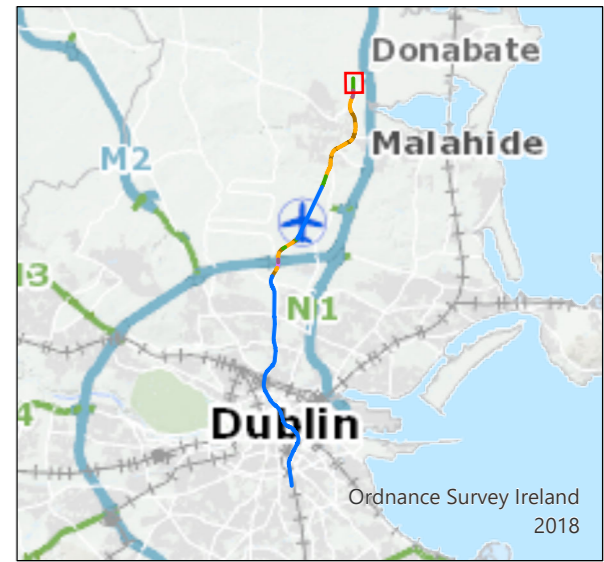 Donabate
M2
Malahide
N1
Dublin
Ordnance Survey Ireland
2018